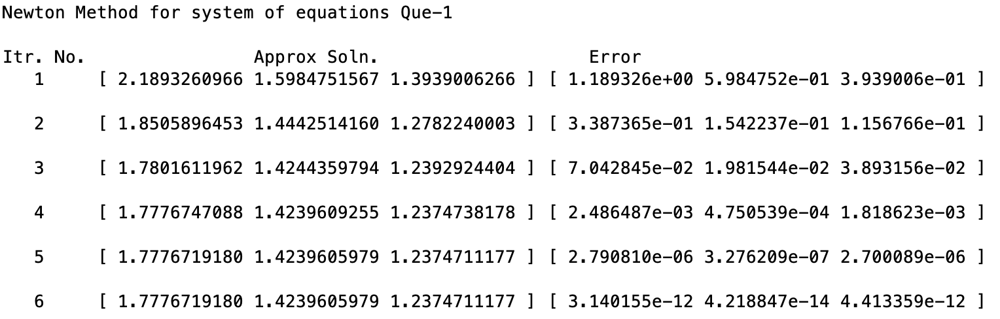 Newton Method for system of equations Que-1
Itr. No. Approx Soln. Error
1 [ 2.1893260966 1.5984751567 1.3939006266 ] [ 1.189326e+00 5.984752e-01 3.939006e-01 ]
2 [ 1.8505896453 1.4442514160 1.2782240003 ] [ 3.387365e-01 1.542237e-01 1.156766e-01 ]
3 [ 1.7801611962 1.4244359794 1.2392924404 ] [ 7.042845e-02 1.981544e-02 3.893156e-02 ]
4 [ 1.7776747088 1.4239609255 1.2374738178 ] [ 2.486487e-03 4.750539e-04 1.818623e-03 ]
5 [ 1.7776719180 1.4239605979 1.2374711177 ] [ 2.790810e-06 3.276209e-07 2.700089e-06 ]
6 [ 1.7776719180 1.4239605979 1.2374711177 ] [ 3.140155e-12 4.218847e-14 4.413359e-12 ]